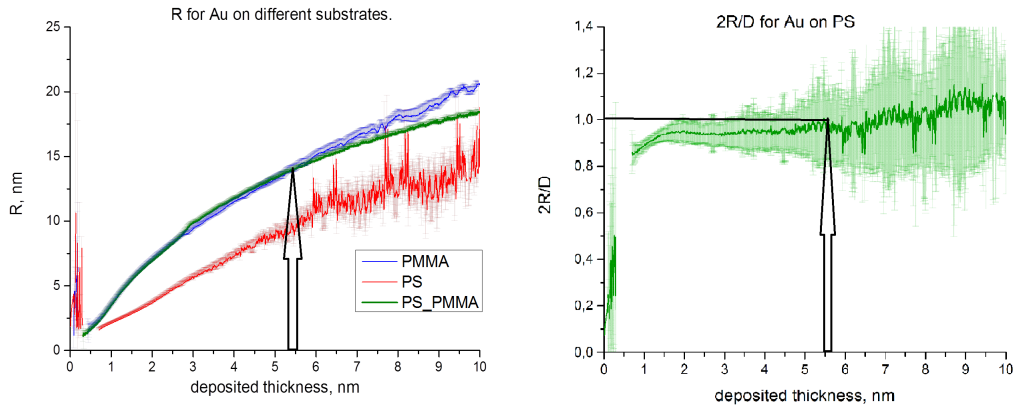 R for Au on different substrates.
25
20
15
10
5
0
R, nm
PMMA
PS
PS_PMMA
0 1 2 3 4 5 6 7 8 9 10
deposited thickness, nm
2R/D for Au on PS
1,4
1,2
1,0
0,8
0,6
0,4
0,2
0,0
2R/D
0 1 2 3 4 5 6 7 8 9 10
deposited thickness, nm